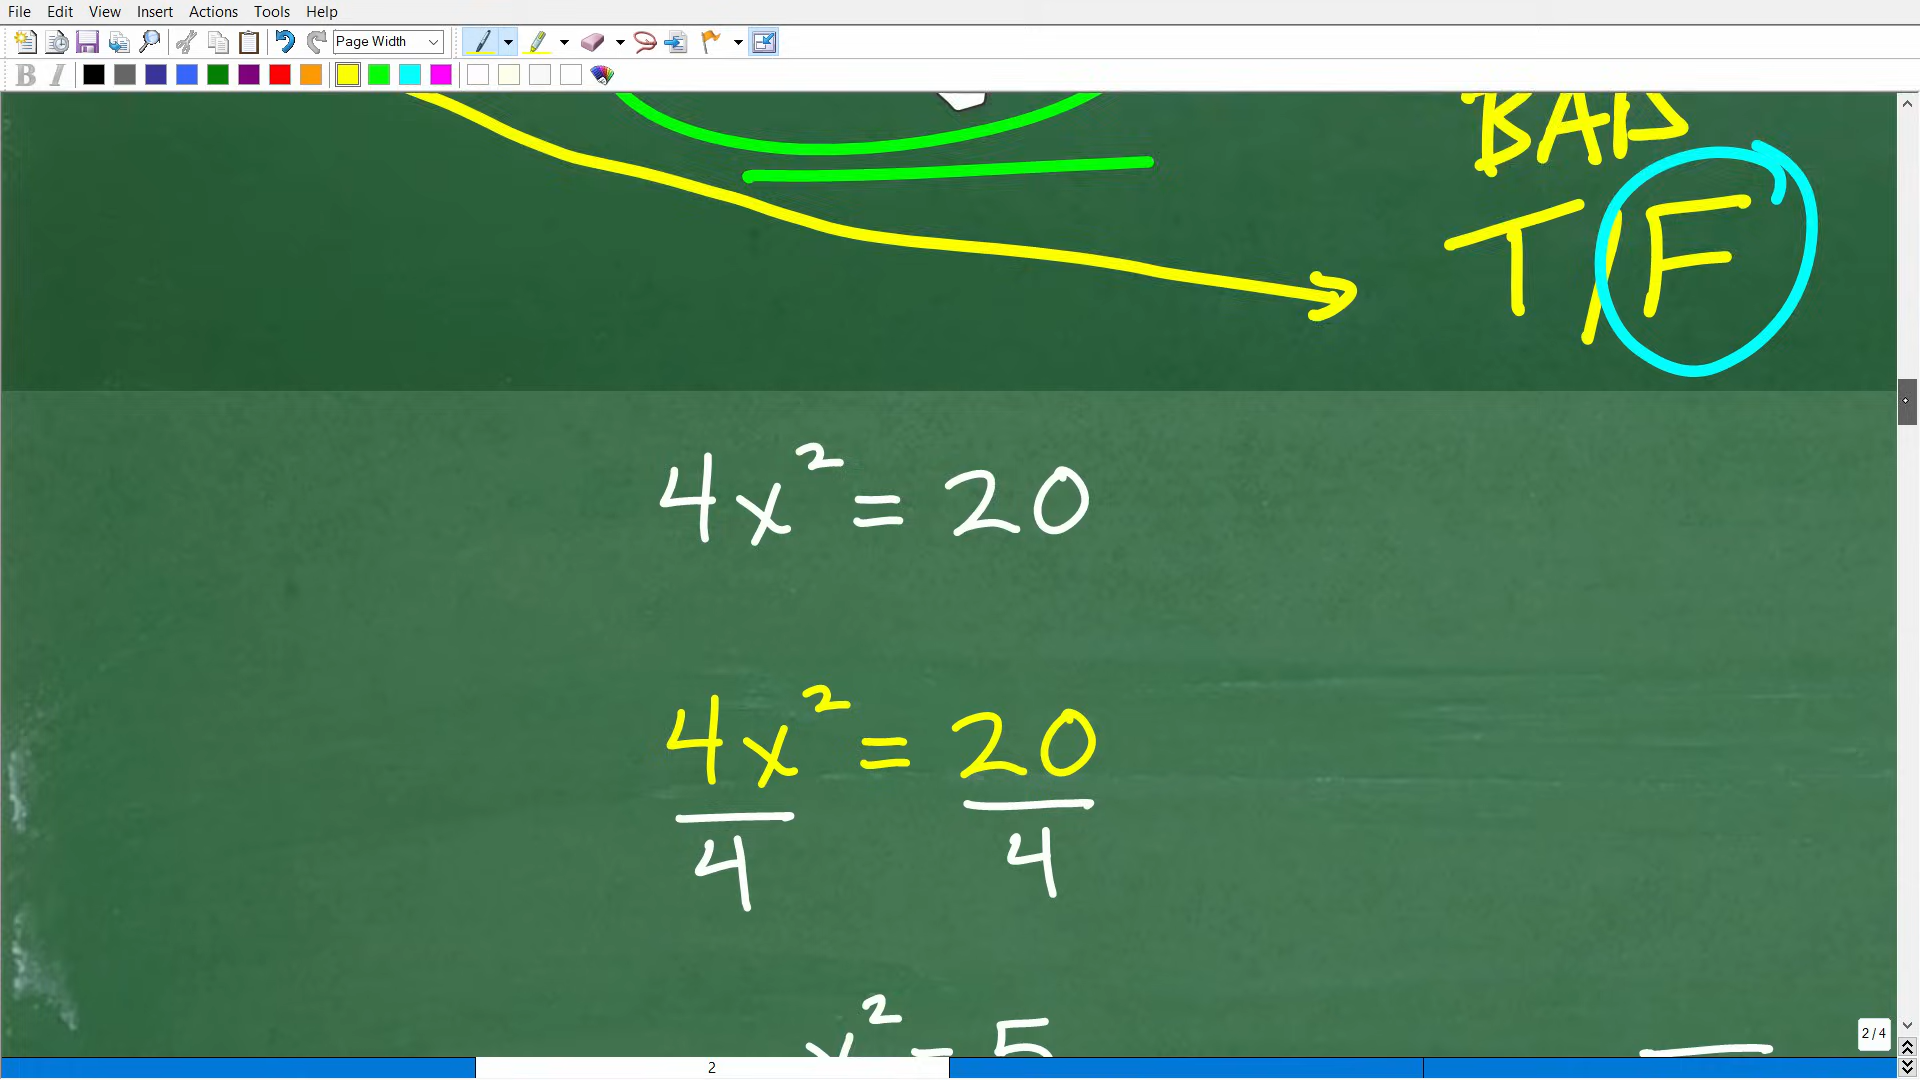 File Edit View Insert Actions Tools Help
Page Width
B I
BAD
T/F
4x² = 20
4x² = 20
4 4
x² = 5
2 / 4
2